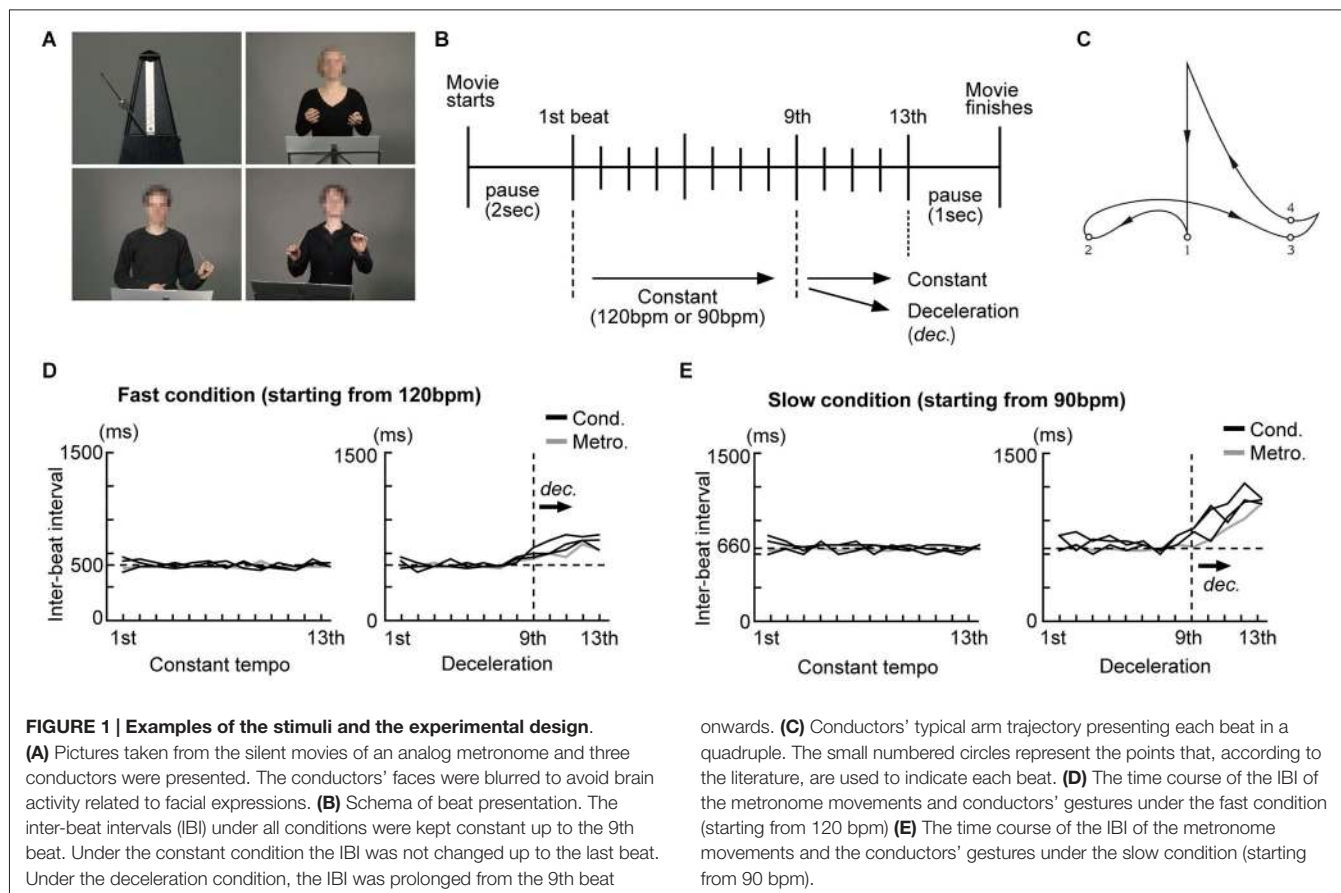 A
B
C
Movie
starts
1st beat
9th
13th
Movie
finishes
pause
(2sec)
pause
(1sec)
Constant
(120bpm or 90bpm)
Constant
Deceleration
(dec.)
4
2
1
3
D
Fast condition (starting from 120bpm)
Cond.
Metro.
(ms)
1500
Inter-beat interval
500
0
1st
13th
Constant tempo
(ms)
1500
dec.
0
1st
9th
13th
Deceleration
E
Slow condition (starting from 90bpm)
Cond.
Metro.
(ms)
1500
Inter-beat interval
660
0
1st
13th
Constant tempo
(ms)
1500
dec.
0
1st
9th
13th
Deceleration
FIGURE 1 | Examples of the stimuli and the experimental design.
(A) Pictures taken from the silent movies of an analog metronome and three
conductors were presented. The conductors' faces were blurred to avoid brain
activity related to facial expressions. (B) Schema of beat presentation. The
inter-beat intervals (IBI) under all conditions were kept constant up to the 9th
beat. Under the constant condition the IBI was not changed up to the last beat.
Under the deceleration condition, the IBI was prolonged from the 9th beat
onwards. (C) Conductors' typical arm trajectory presenting each beat in a
quadruple. The small numbered circles represent the points that, according to
the literature, are used to indicate each beat. (D) The time course of the IBI of
the metronome movements and conductors' gestures under the fast condition
(starting from 120 bpm) (E) The time course of the IBI of the metronome
movements and the conductors' gestures under the slow condition (starting
from 90 bpm).